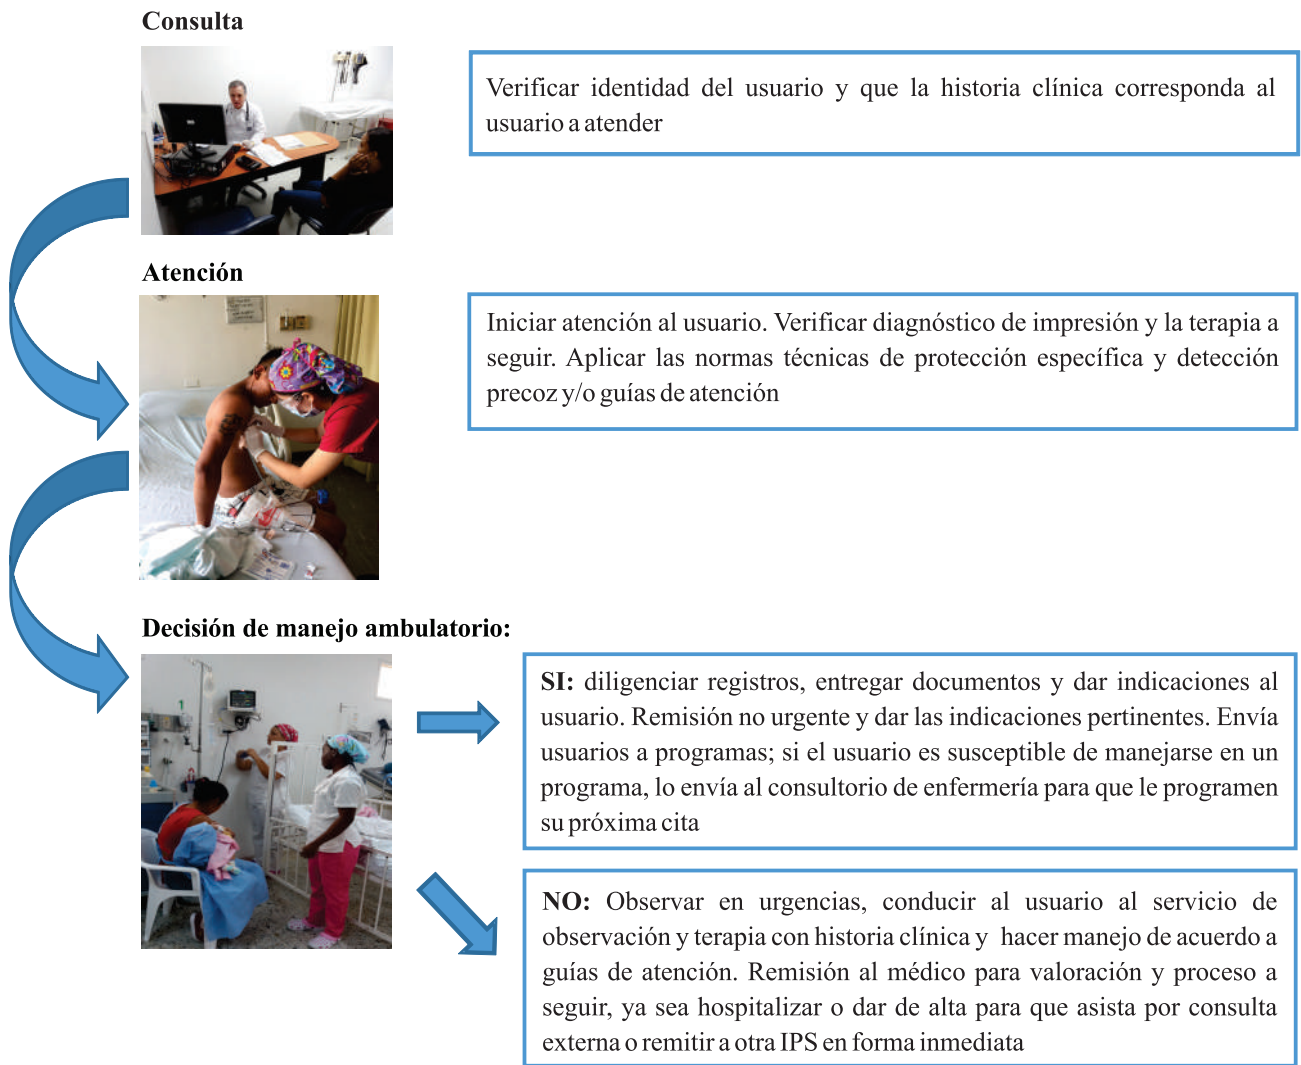 Consulta
Verificar identidad del usuario y que la historia clínica corresponda al
usuario a atender
Atención
Iniciar atención al usuario. Verificar diagnóstico de impresión y la terapia a
seguir. Aplicar las normas técnicas de protección específica y detección
precoz y/o guías de atención
Decisión de manejo ambulatorio:
SI: diligenciar registros, entregar documentos y dar indicaciones al
usuario. Remisión no urgente y dar las indicaciones pertinentes. Envía
usuarios a programas; si el usuario es susceptible de manejarse en un
programa, lo envía al consultorio de enfermería para que le programen
su próxima cita
NO: Observar en urgencias, conducir al usuario al servicio de
observación y terapia con historia clínica y hacer manejo de acuerdo a
guías de atención. Remisión al médico para valoración y proceso a
seguir, ya sea hospitalizar o dar de alta para que asista por consulta
externa o remitir a otra IPS en forma inmediata